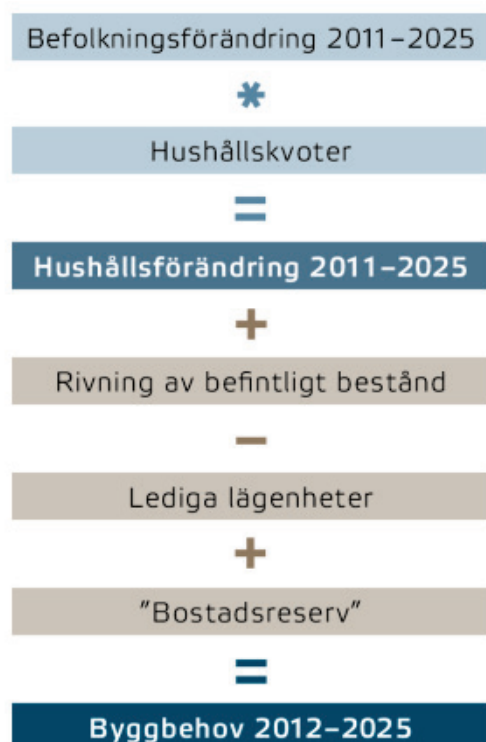 Befolkningsförändring 2011–2025
*
Hushållskvoter
=
Hushållsförändring 2011–2025
+
Rivning av befintligt bestånd
–
Lediga lägenheter
+
”Bostadsreserv”
=
Byggbehov 2012–2025